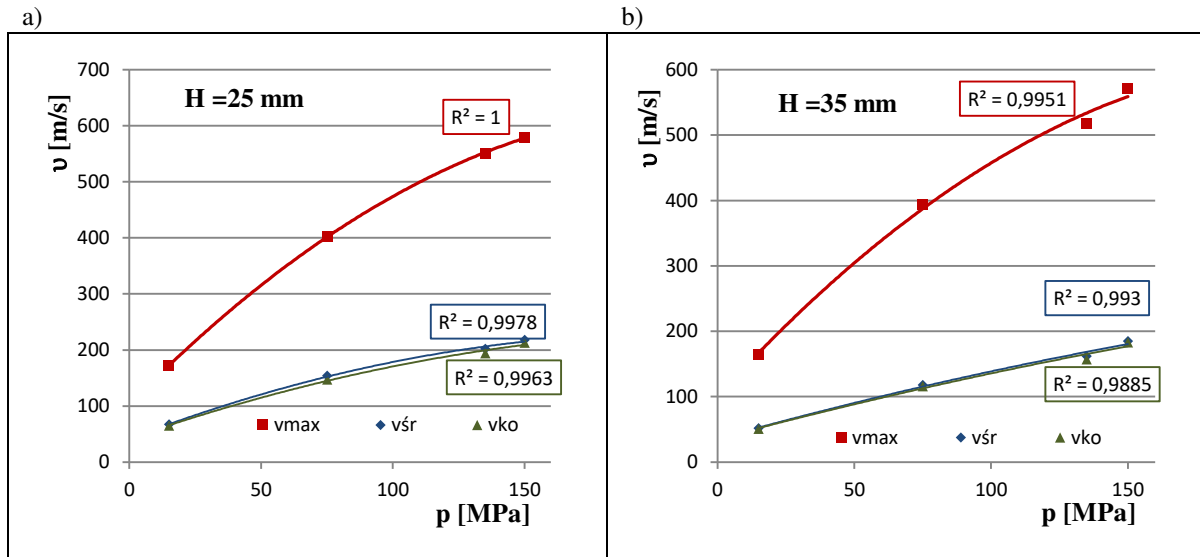 a)
b)
H =25 mm
R² = 1
R² = 0,9978
R² = 0,9963
vmax
vśr
vko
700
600
500
400
300
200
100
0
0
50
100
150
υ [m/s]
p [MPa]
H =35 mm
R² = 0,9951
R² = 0,993
R² = 0,9885
vmax
vśr
vko
600
500
400
300
200
100
0
0
50
100
150
υ [m/s]
p [MPa]